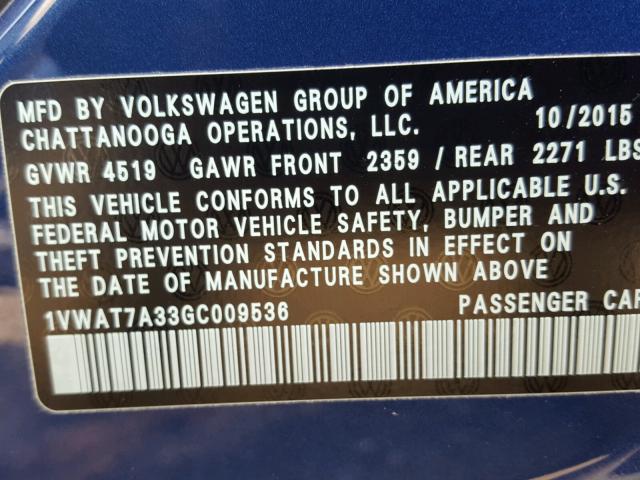 MFD BY VOLKSWAGEN GROUP OF AMERICA
CHATTANOOGA OPERATIONS, LLC. 10/2015
GVWR 4519 GAWR FRONT 2359 / REAR 2271 LBS
THIS VEHICLE CONFORMS TO ALL APPLICABLE U.S.
FEDERAL MOTOR VEHICLE SAFETY, BUMPER AND
THEFT PREVENTION STANDARDS IN EFFECT ON
THE DATE OF MANUFACTURE SHOWN ABOVE
1VWAT7A33GC009536 PASSENGER CAR